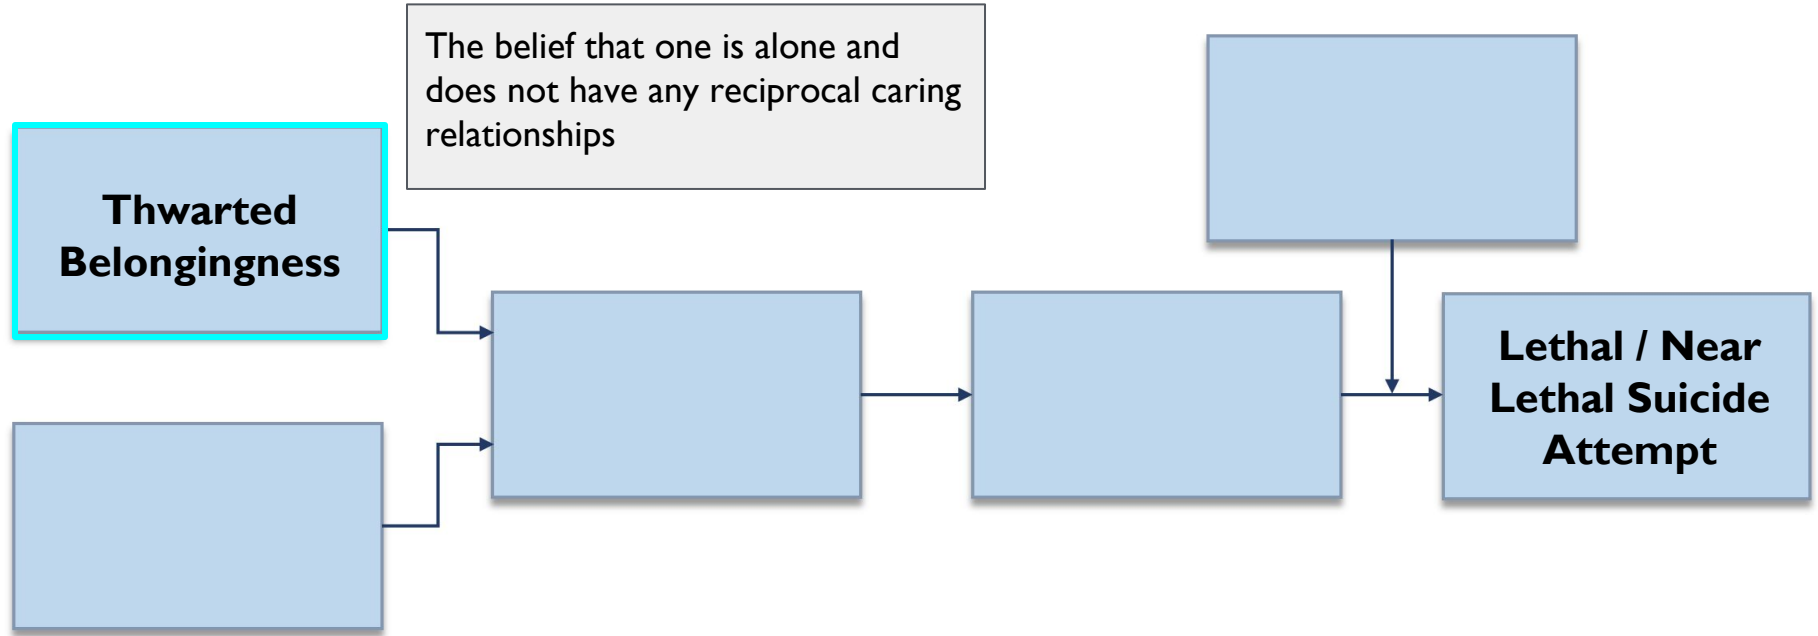 The belief that one is alone and
does not have any reciprocal caring
relationships
Thwarted
Belongingness
Lethal / Near
Lethal Suicide
Attempt